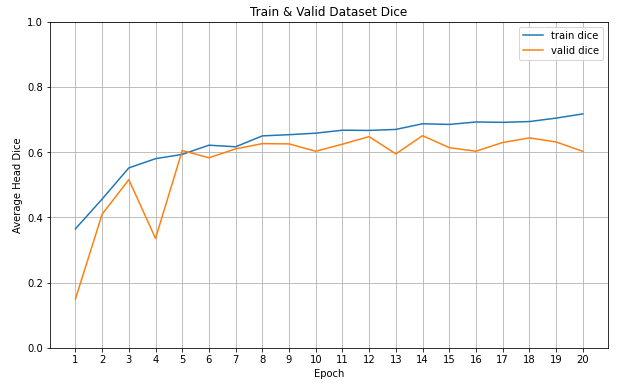 Train & Valid Dataset Dice
train dice
valid dice
Average Head Dice
1.0
0.8
0.6
0.4
0.2
0.0
1 2 3 4 5 6 7 8 9 10 11 12 13 14 15 16 17 18 19 20
Epoch